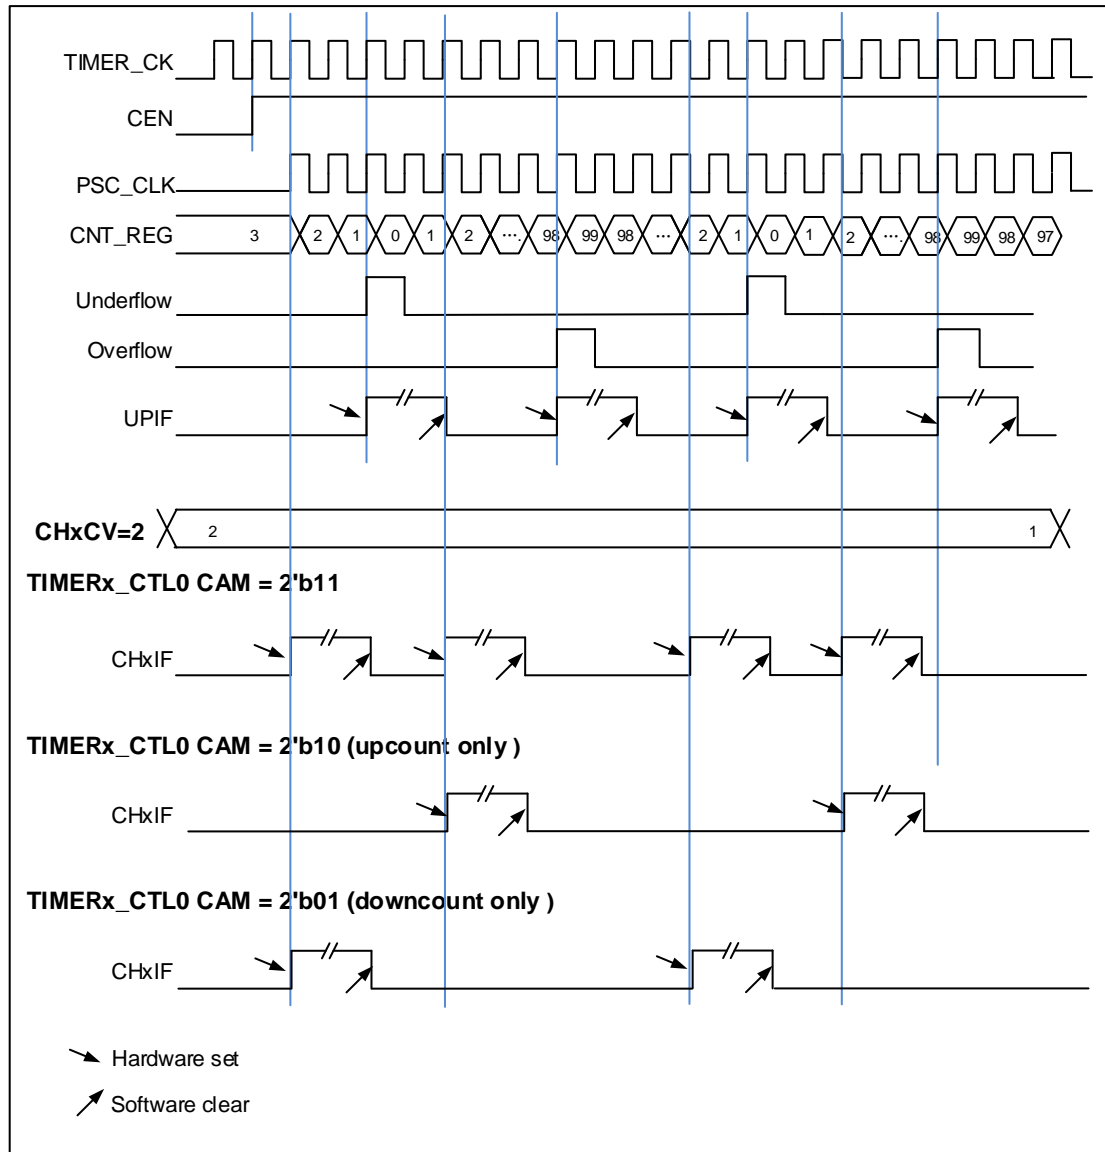 TIMER_CK
CEN
PSC_CLK
CNT_REG 3 2 1 0 1 2 .... 98 99 98 ... 2 1 0 1 2 .... 98 99 98 97
Underflow
Overflow
UPIF
CHxCV=2 2 1
TIMERx_CTL0 CAM = 2'b11
CHxIF
TIMERx_CTL0 CAM = 2'b10 (upcount only )
CHxIF
TIMERx_CTL0 CAM = 2'b01 (downcount only )
CHxIF
Hardware set
Software clear